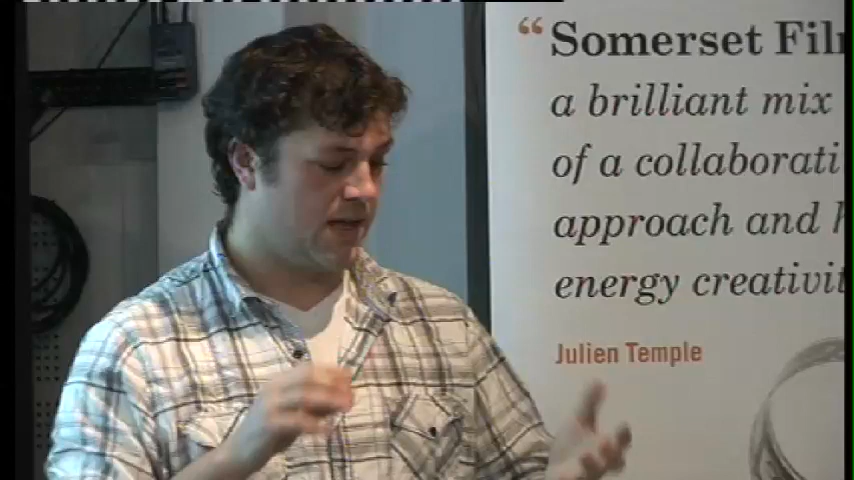 “Somerset Fil
a brilliant mix
of a collaborati
approach and h
energy creativit
Julien Temple